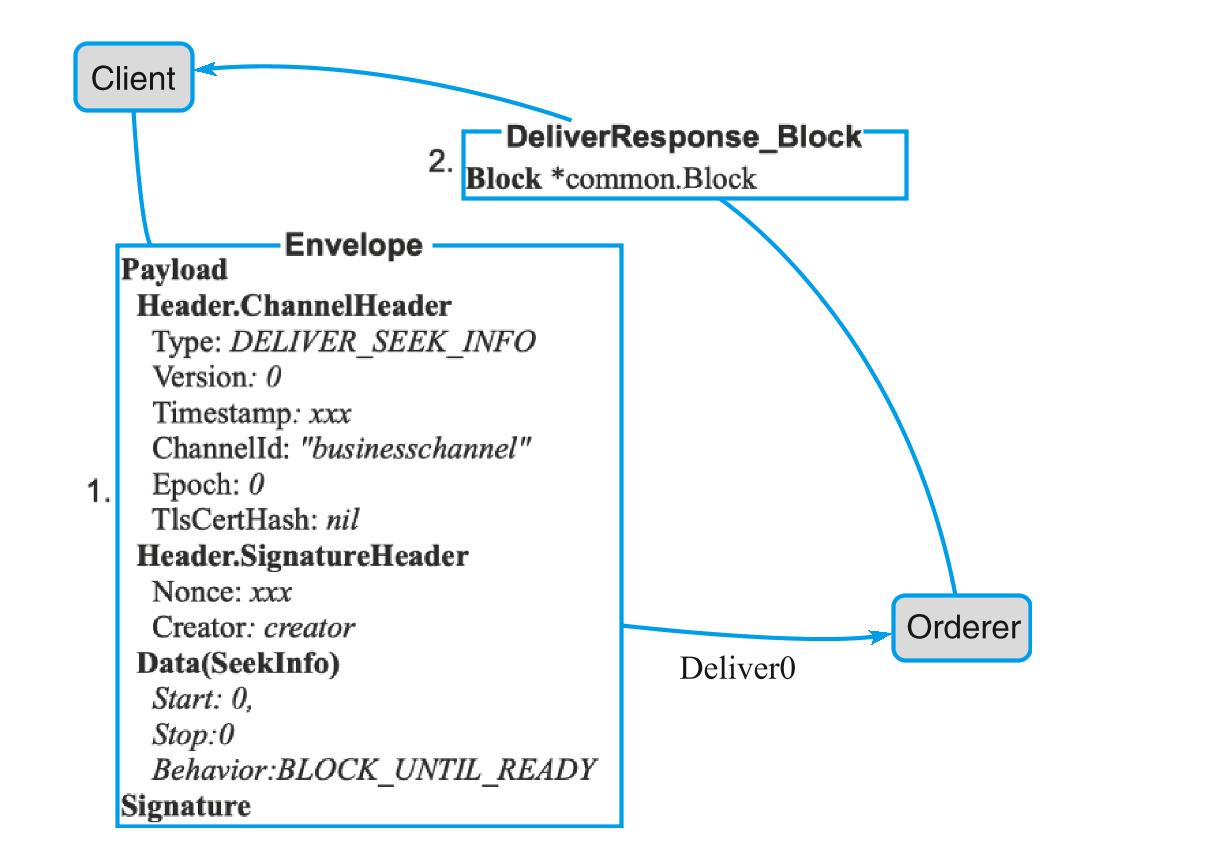 Client
DeliverResponse_Block
2.
Block *common.Block
Envelope
Payload
Header.ChannelHeader
Type: DELIVER_SEEK_INFO
Version: 0
Timestamp: xxx
ChannelId: "businesschannel"
Epoch: 0
1.
TlsCertHash: nil
Header.SignatureHeader
Nonce: xxx
Creator: creator
Data(SeekInfo)
Start: 0,
Stop:0
Behavior:BLOCK_UNTIL_READY
Signature
Orderer
Deliver0